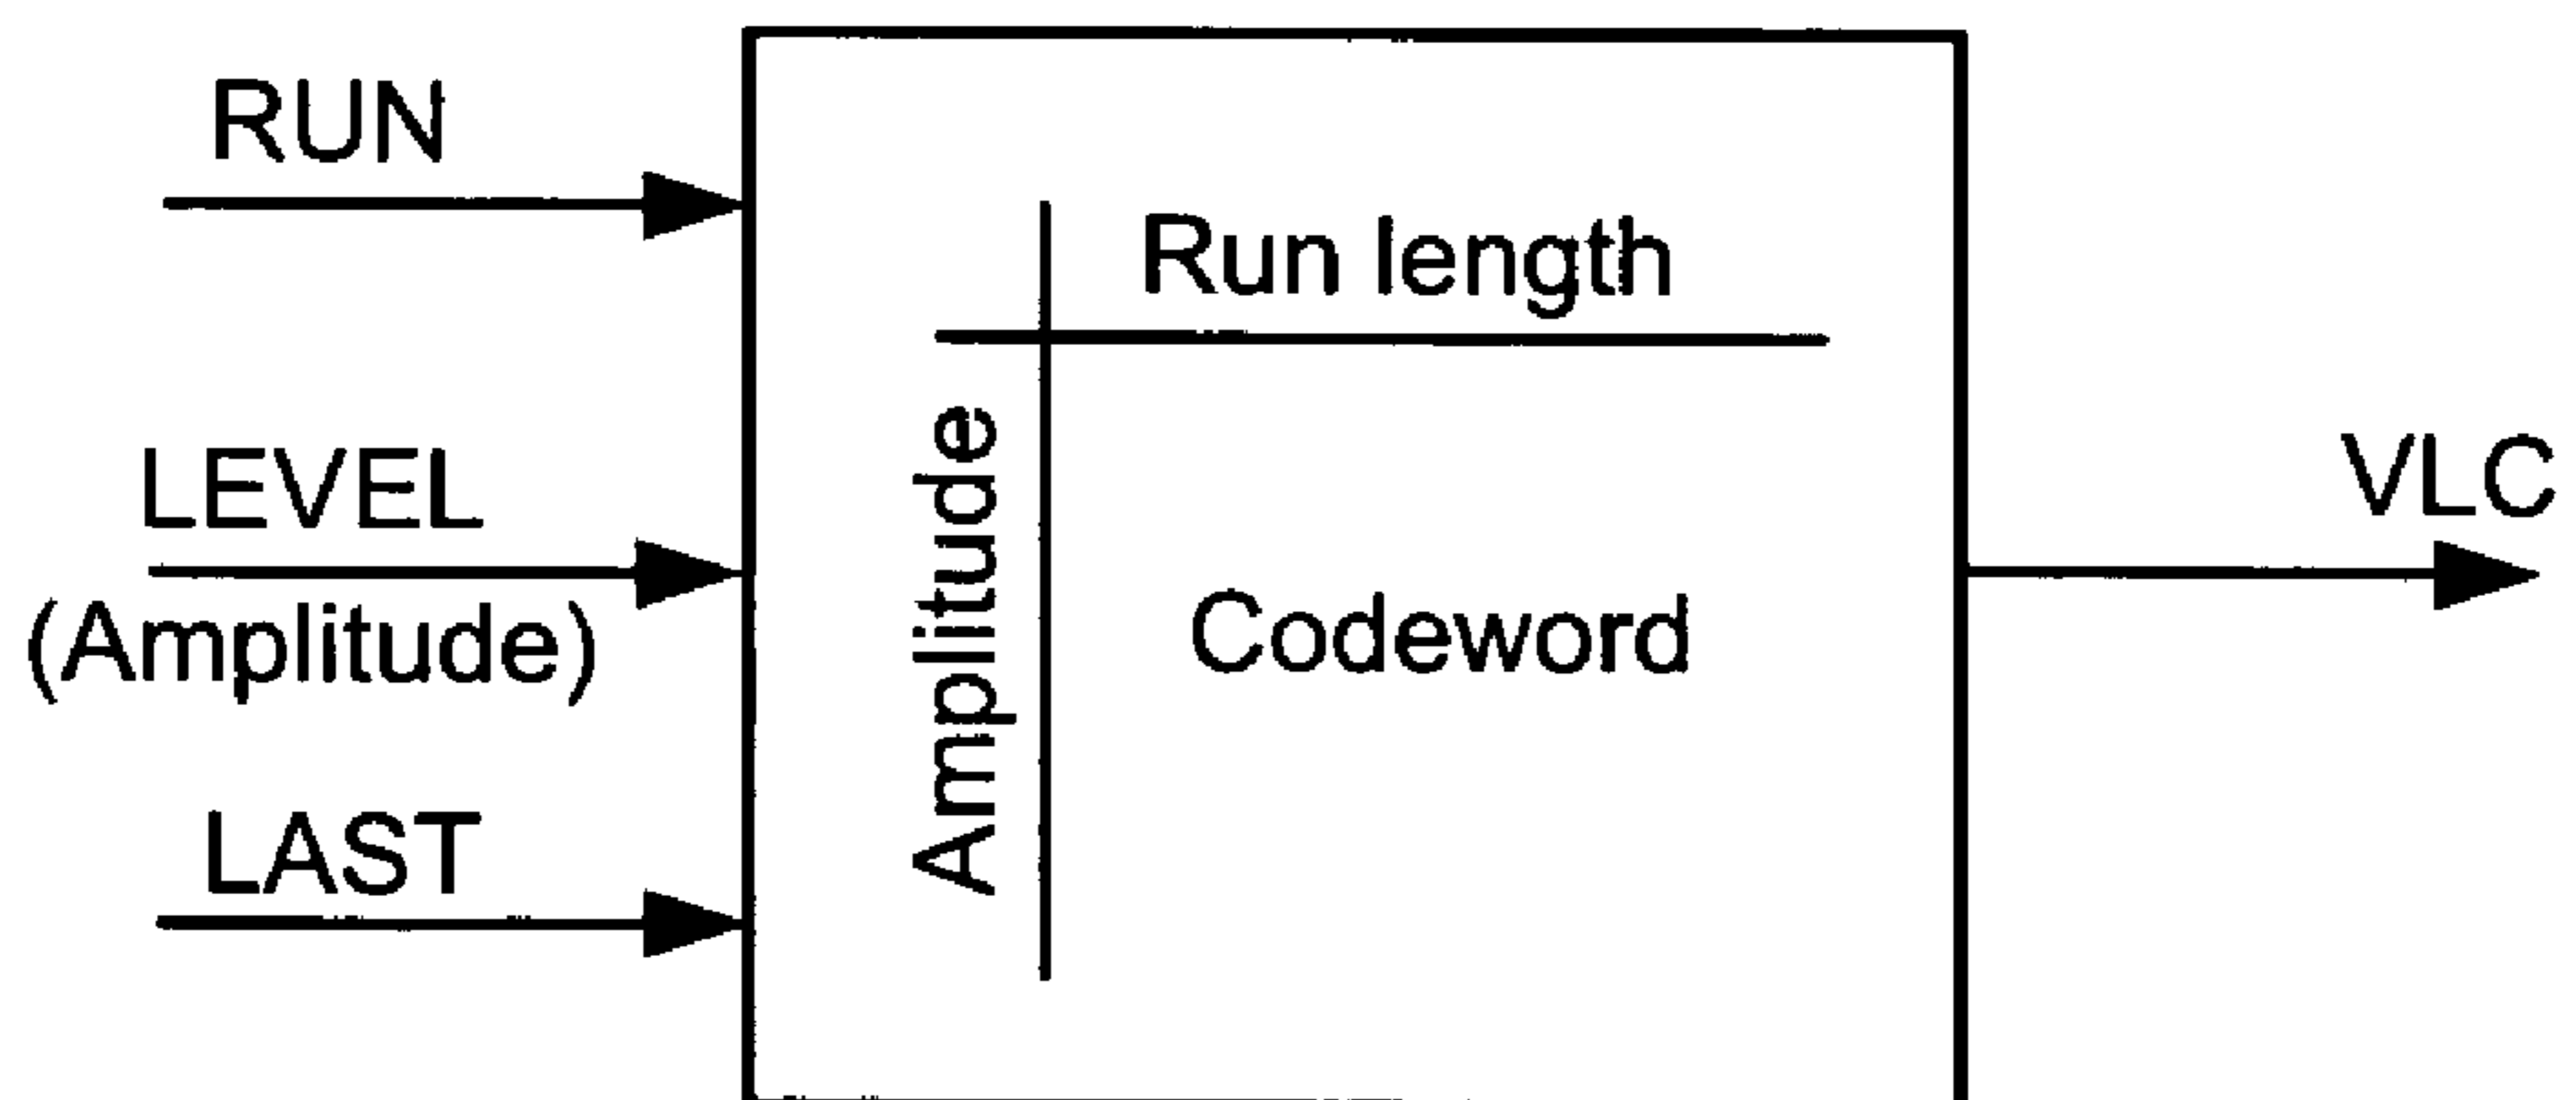 RUN
LEVEL
(Amplitude)
LAST
Run length
Amplitude
Codeword
VLC